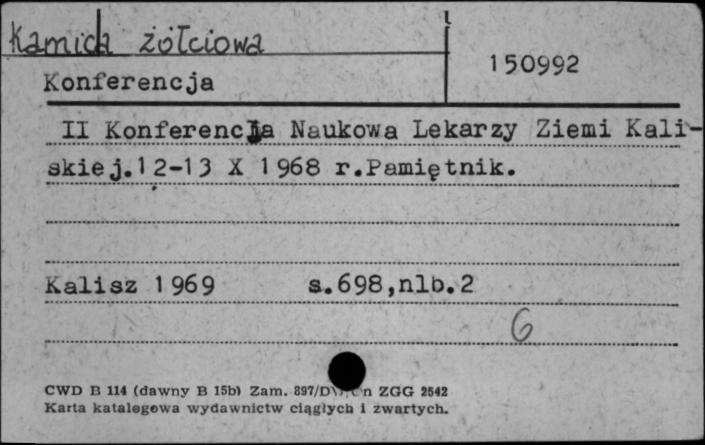 Kamica żółciowa
150992
Konferencja
II Konferencja Naukowa Lekarzy Ziemi Kali-
skiej.12-13 X 1968 r.Pamiętnik.
Kalisz 1969 s.698,nlb.2
6
CWD B 114 (dawny B 15b) Zam. 897/ ZGG 2542
Karta katalogowa wydawnictw ciągłych i zwartych.